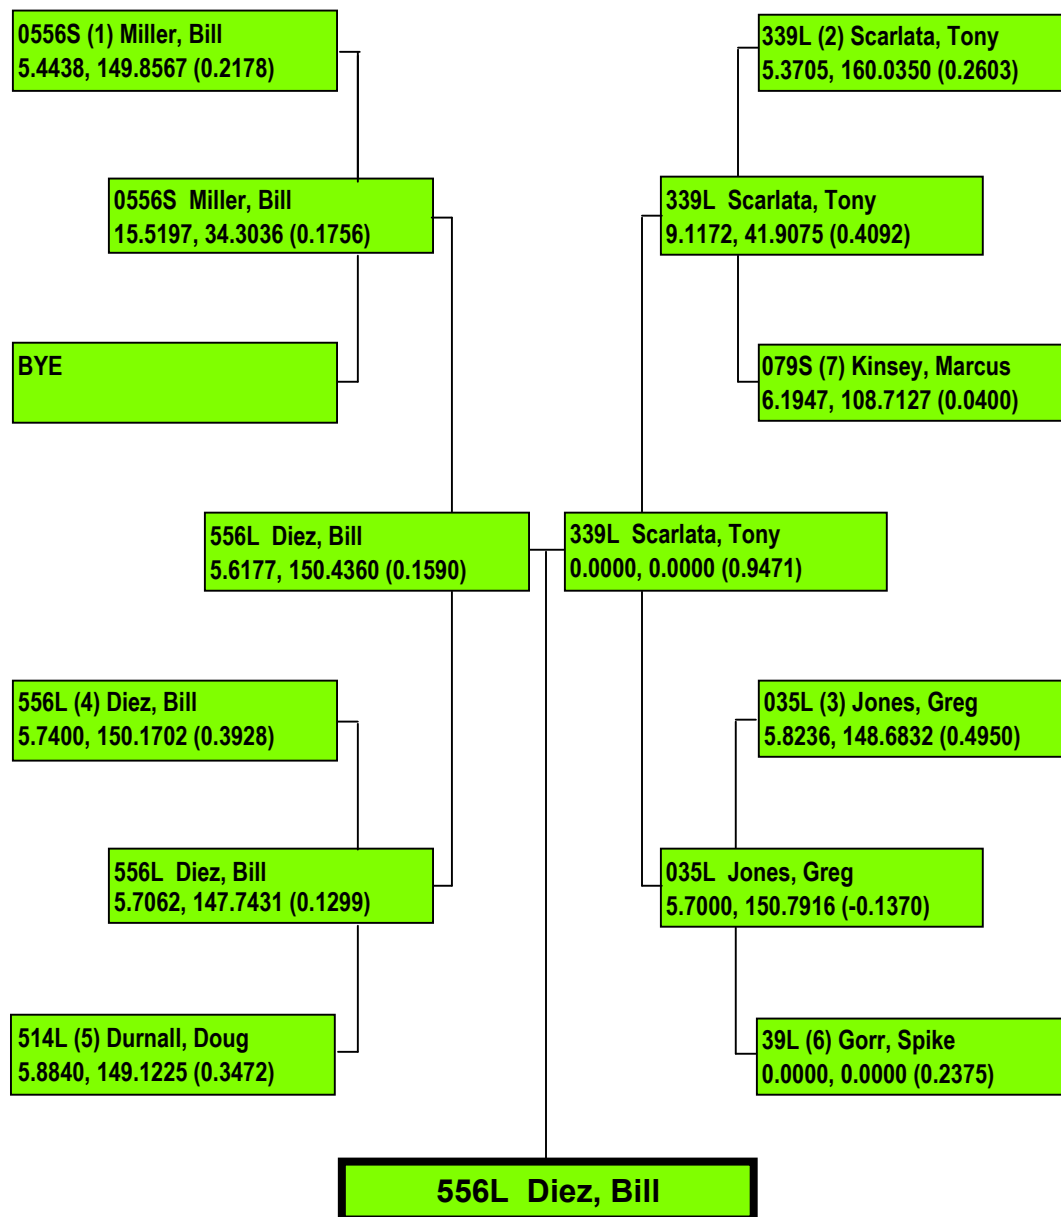 0556S (1) Miller, Bill
5.4438, 149.8567 (0.2178)
339L (2) Scarlata, Tony
5.3705, 160.0350 (0.2603)
0556S  Miller, Bill
15.5197, 34.3036 (0.1756)
339L  Scarlata, Tony
9.1172, 41.9075 (0.4092)
BYE
079S (7) Kinsey, Marcus
6.1947, 108.7127 (0.0400)
556L  Diez, Bill
5.6177, 150.4360 (0.1590)
339L  Scarlata, Tony
0.0000, 0.0000 (0.9471)
556L (4) Diez, Bill
5.7400, 150.1702 (0.3928)
035L (3) Jones, Greg
5.8236, 148.6832 (0.4950)
556L  Diez, Bill
5.7062, 147.7431 (0.1299)
035L  Jones, Greg
5.7000, 150.7916 (-0.1370)
514L (5) Durnall, Doug
5.8840, 149.1225 (0.3472)
39L (6) Gorr, Spike
0.0000, 0.0000 (0.2375)
556L  Diez, Bill